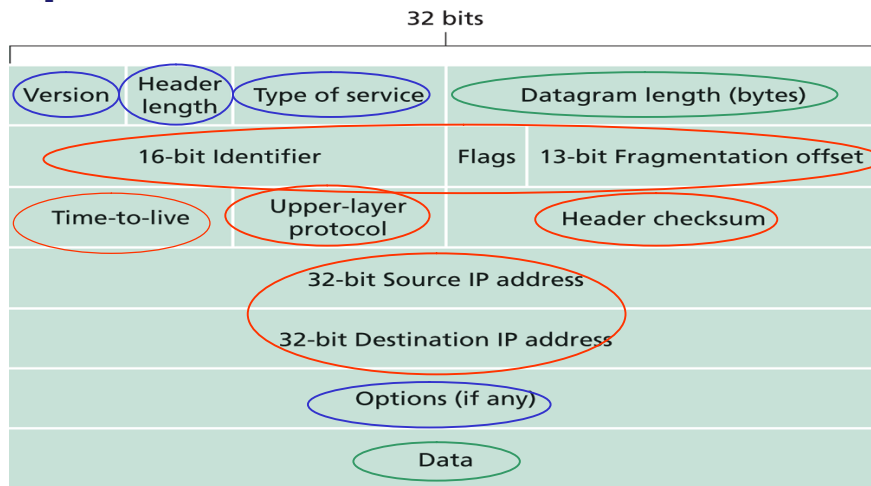 32 bits
Version Header length Type of service Datagram length (bytes)
16-bit Identifier Flags 13-bit Fragmentation offset
Time-to-live Upper-layer protocol Header checksum
32-bit Source IP address
32-bit Destination IP address
Options (if any)
Data